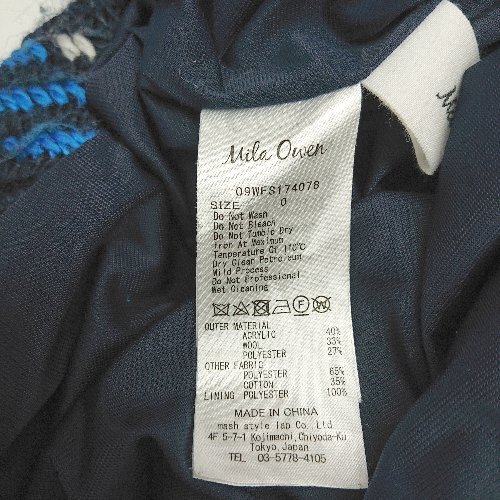 Mila Owen
09WFS174078
SIZE 0
Do Not Wash
Do Not Bleach
Do Not Tumble Dry
Iron At Maximum
Temperature Of 110℃
Dry Clean Petroleum
Mild Process
Do Not Professional
Wet Cleaning
OUTER MATERIAL
ACRYLIC 40%
WOOL 33%
POLYESTER 27%
OTHER FABRIC
POLYESTER 65%
COTTON 35%
LINING POLYESTER 100%
MADE IN CHINA
mash style lab Co., Ltd.
4F 5-7-1 Kojimachi, Chiyoda-Ku
Tokyo, Japan
TEL 03-5778-4105